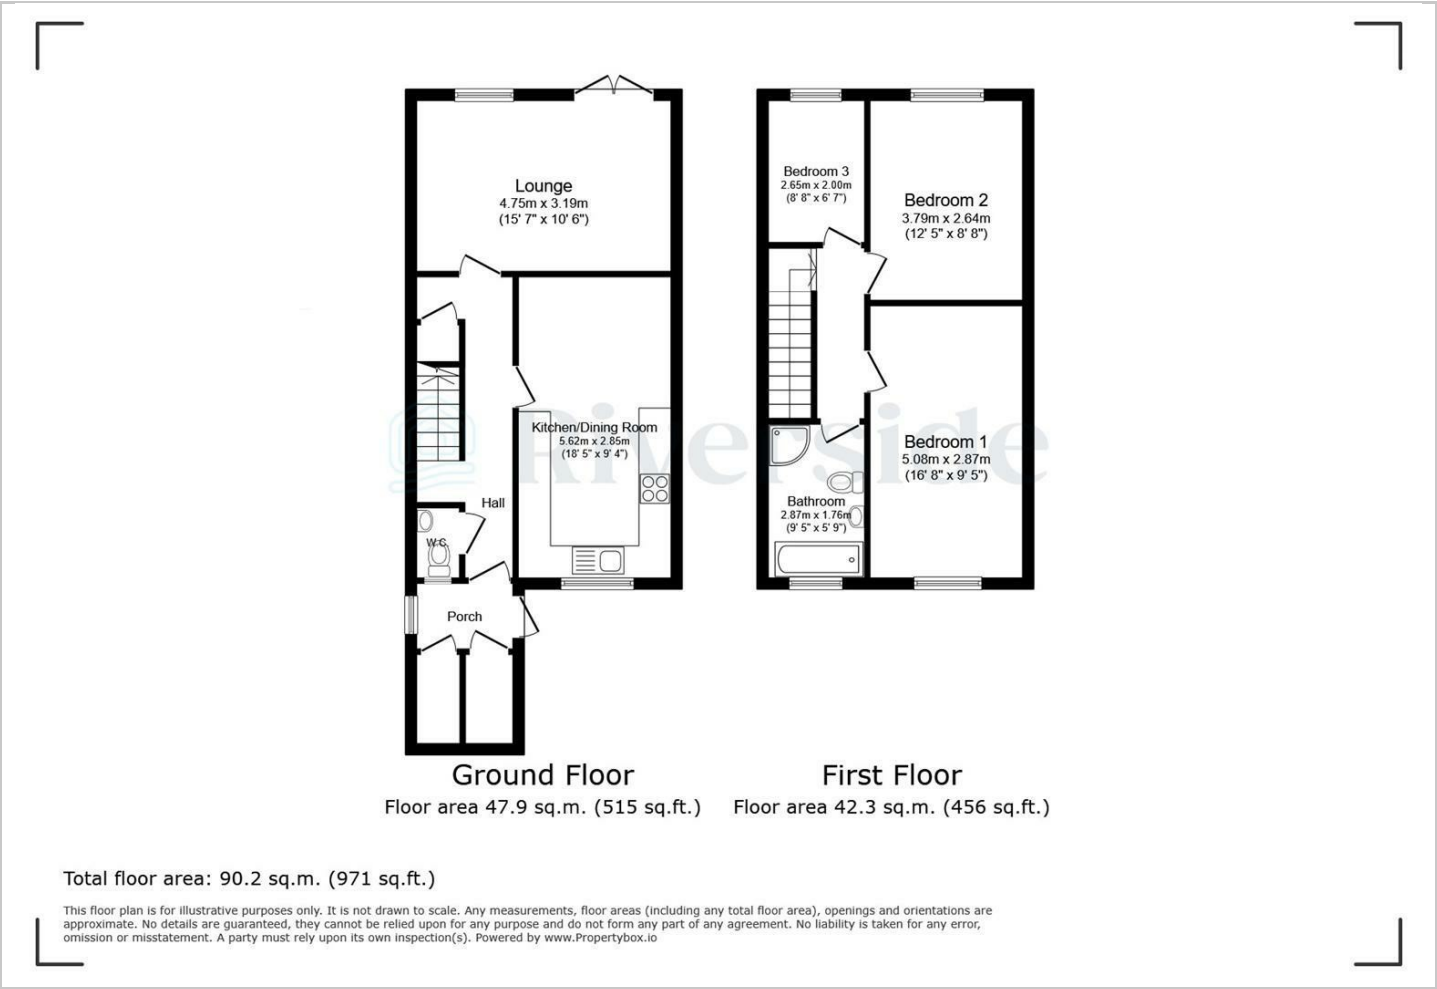 Lounge
4.75m x 3.19m
(15' 7" x 10' 6")
Kitchen/Dining Room
5.62m x 2.85m
(18' 5" x 9' 4")
Hall
W.C.
Porch
Bedroom 3
2.65m x 2.00m
(8' 8" x 6' 7")
Bedroom 2
3.79m x 2.64m
(12' 5" x 8' 8")
Bedroom 1
5.08m x 2.87m
(16' 8" x 9' 5")
Bathroom
2.87m x 1.76m
(9' 5" x 5' 9")
Riverside
Ground Floor
Floor area 47.9 sq.m. (515 sq.ft.)
First Floor
Floor area 42.3 sq.m. (456 sq.ft.)
Total floor area: 90.2 sq.m. (971 sq.ft.)
This floor plan is for illustrative purposes only. It is not drawn to scale. Any measurements, floor areas (including any total floor area), openings and orientations are
approximate. No details are guaranteed, they cannot be relied upon for any purpose and do not form any part of any agreement. No liability is taken for any error,
omission or misstatement. A party must rely upon its own inspection(s). Powered by www.Propertybox.io